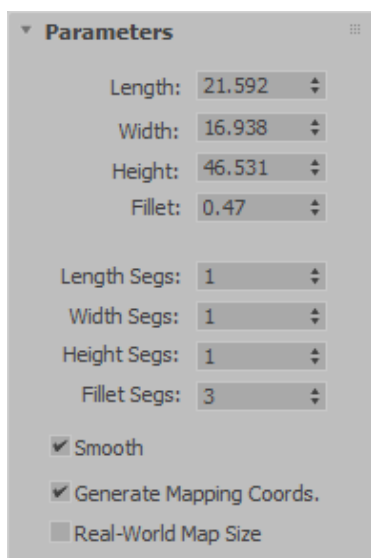 Parameters
Length: 21.592
Width: 16.938
Height: 46.531
Fillet: 0.47
Length Segs: 1
Width Segs: 1
Height Segs: 1
Fillet Segs: 3
Smooth
Generate Mapping Coords.
Real-World Map Size